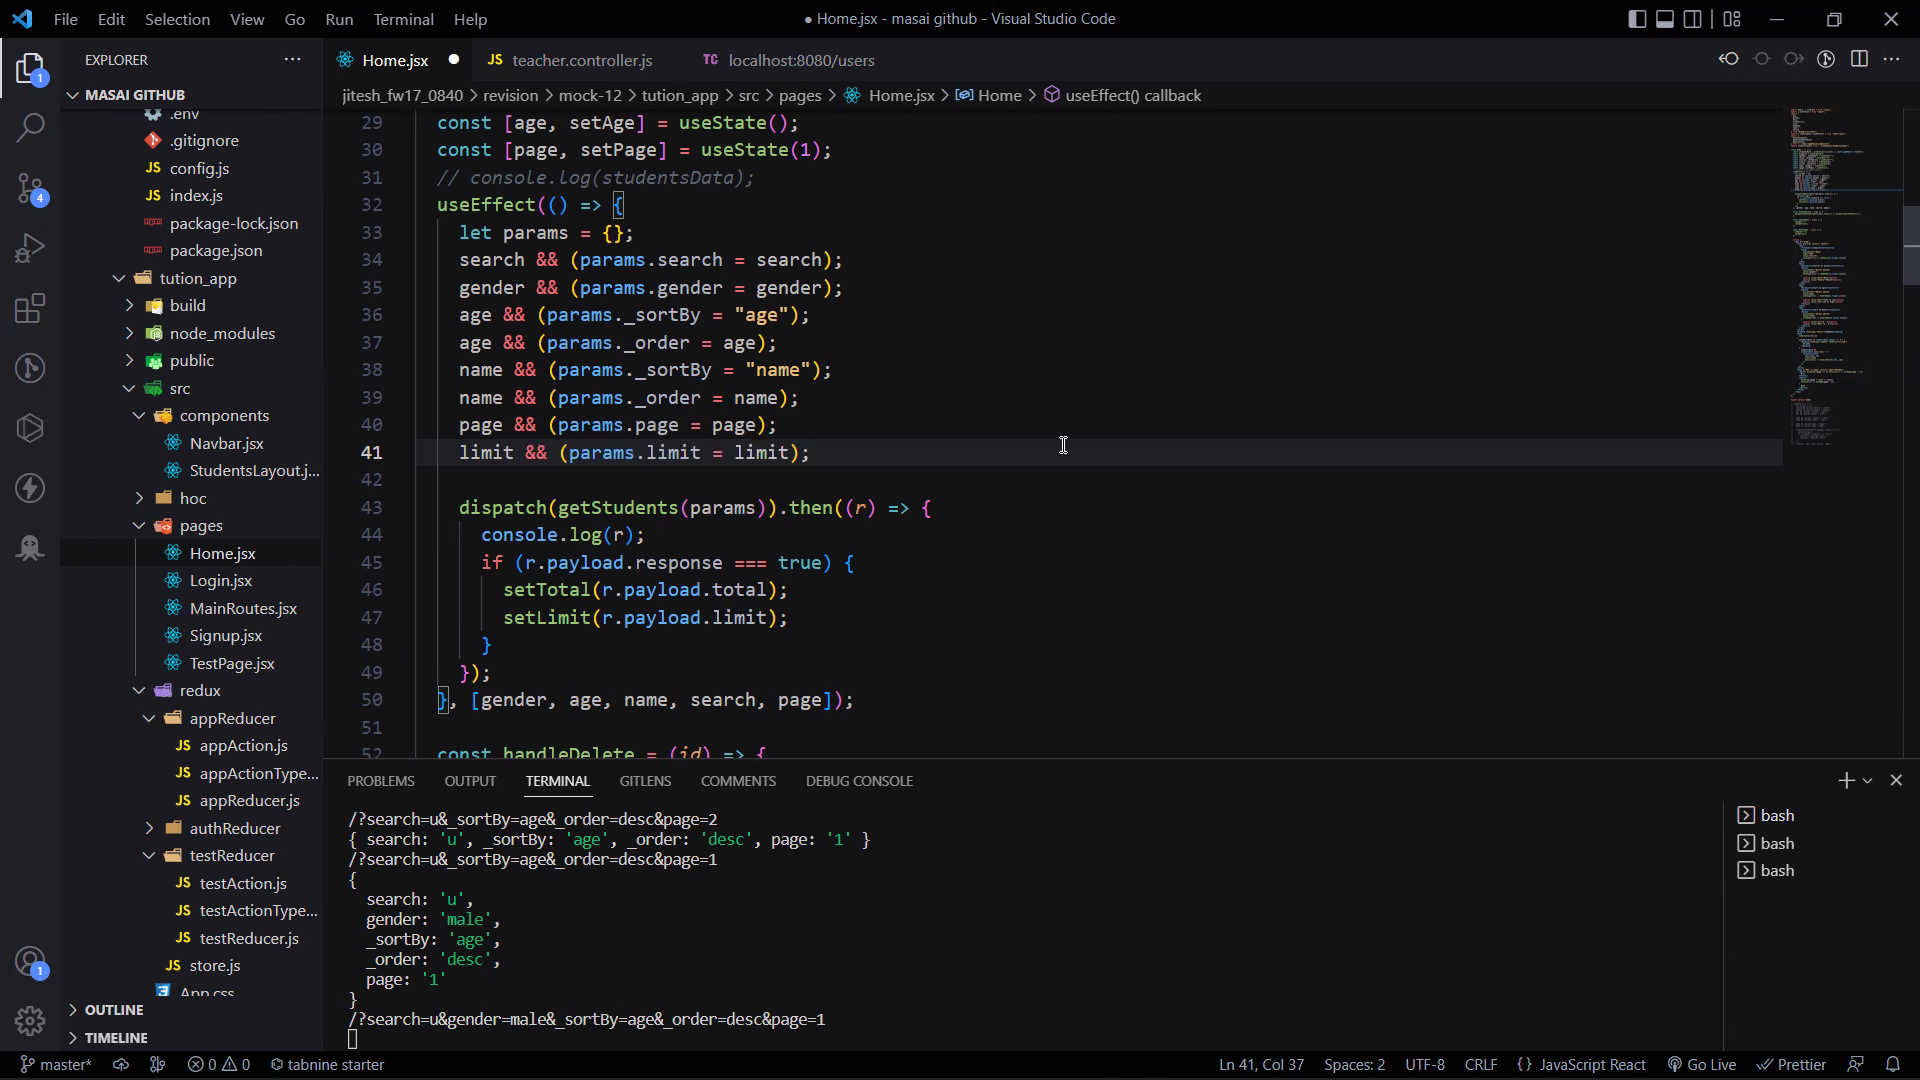 File Edit Selection View Go Run Terminal Help
● Home.jsx - masai github - Visual Studio Code
EXPLORER
MASAI GITHUB
.env
.gitignore
config.js
index.js
package-lock.json
package.json
tution_app
build
node_modules
public
src
components
Navbar.jsx
StudentsLayout.j...
hoc
pages
Home.jsx
Login.jsx
MainRoutes.jsx
Signup.jsx
TestPage.jsx
redux
appReducer
appAction.js
appActionType...
appReducer.js
authReducer
testReducer
testAction.js
testActionType...
testReducer.js
store.js
App.css
OUTLINE
TIMELINE
1
4
1
Home.jsx ● JS teacher.controller.js TC localhost:8080/users
jitesh_fw17_0840 > revision > mock-12 > tution_app > src > pages > Home.jsx > Home > useEffect() callback
29 const [age, setAge] = useState();
30 const [page, setPage] = useState(1);
31 // console.log(studentsData);
32 useEffect(() => {
33 let params = {};
34 search && (params.search = search);
35 gender && (params.gender = gender);
36 age && (params._sortBy = "age");
37 age && (params._order = age);
38 name && (params._sortBy = "name");
39 name && (params._order = name);
40 page && (params.page = page);
41 limit && (params.limit = limit);
42
43 dispatch(getStudents(params)).then((r) => {
44 console.log(r);
45 if (r.payload.response === true) {
46 setTotal(r.payload.total);
47 setLimit(r.payload.limit);
48 }
49 });
50 }, [gender, age, name, search, page]);
51
52 const handleDelete = (id) => {
PROBLEMS OUTPUT TERMINAL GITLENS COMMENTS DEBUG CONSOLE
/?search=u&_sortBy=age&_order=desc&page=2
{ search: 'u', _sortBy: 'age', _order: 'desc', page: '1' }
/?search=u&_sortBy=age&_order=desc&page=1
{
search: 'u',
gender: 'male',
_sortBy: 'age',
_order: 'desc',
page: '1'
}
/?search=u&gender=male&_sortBy=age&_order=desc&page=1
bash
bash
bash
master* 0 0 tabnine starter
Ln 41, Col 37 Spaces: 2 UTF-8 CRLF {} JavaScript React Go Live Prettier